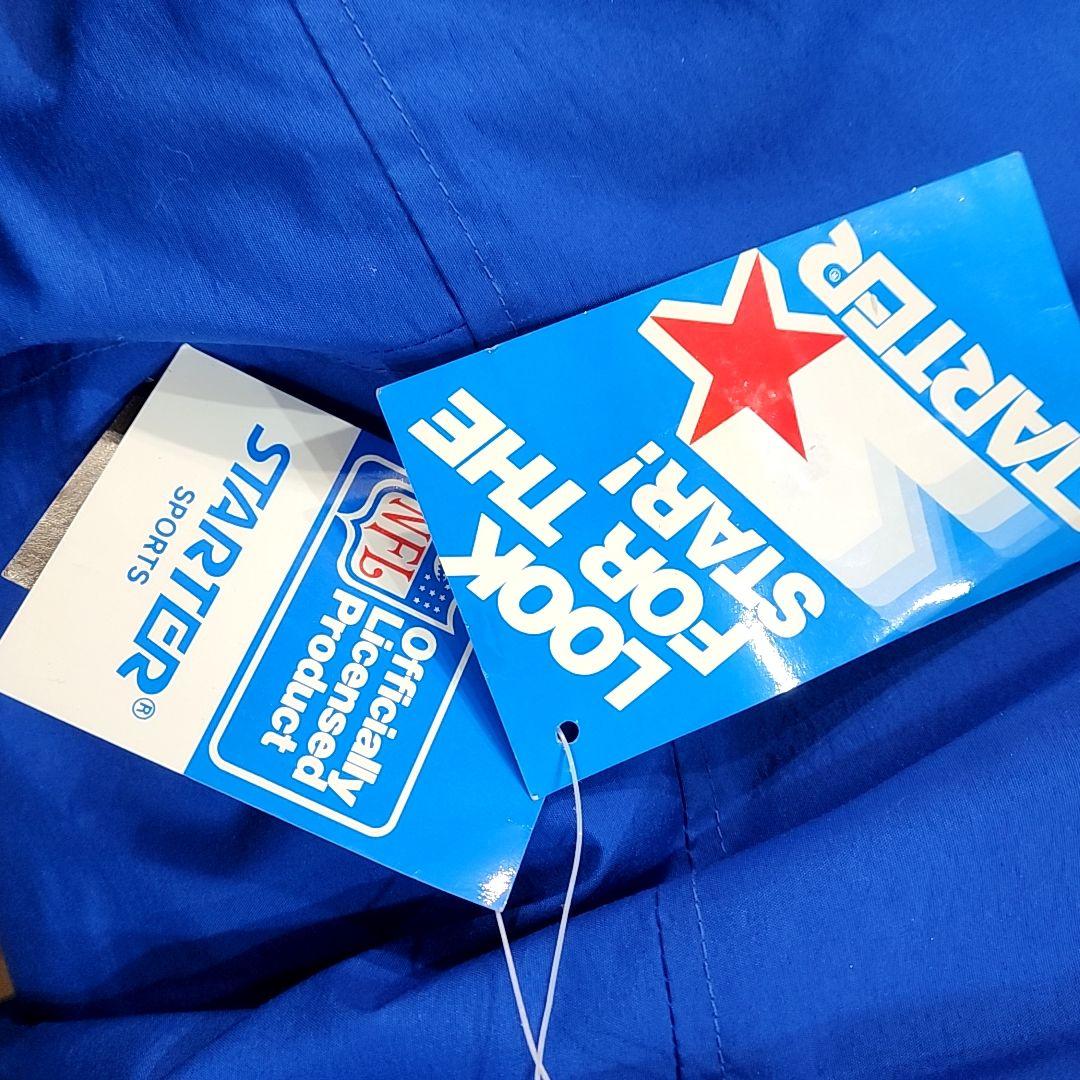 STARTER®
SPORTS
NFL
Officially
Licensed
Product
LOOK
FOR THE
STAR!
STARTER®